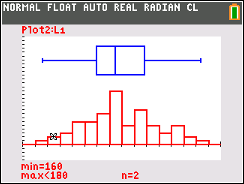 NORMAL FLOAT AUTO REAL RADIAN CL
Plot2:L1
min=160
max<180 n=2